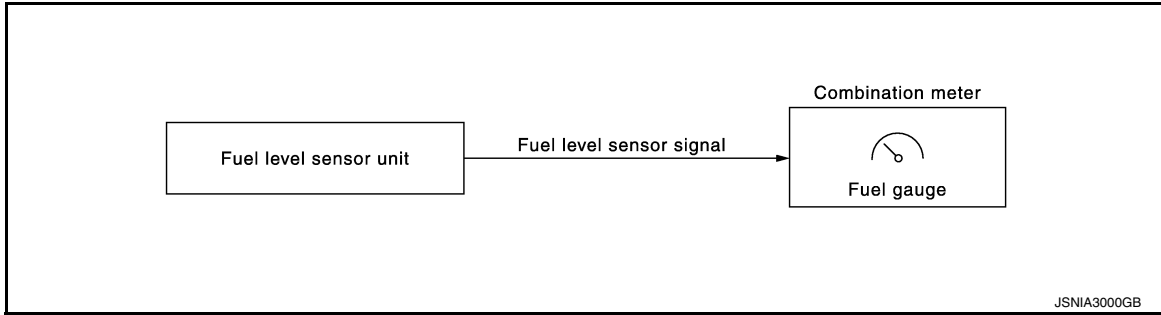 Combination meter
Fuel level sensor unit
Fuel level sensor signal
Fuel gauge
JSNIA3000GB